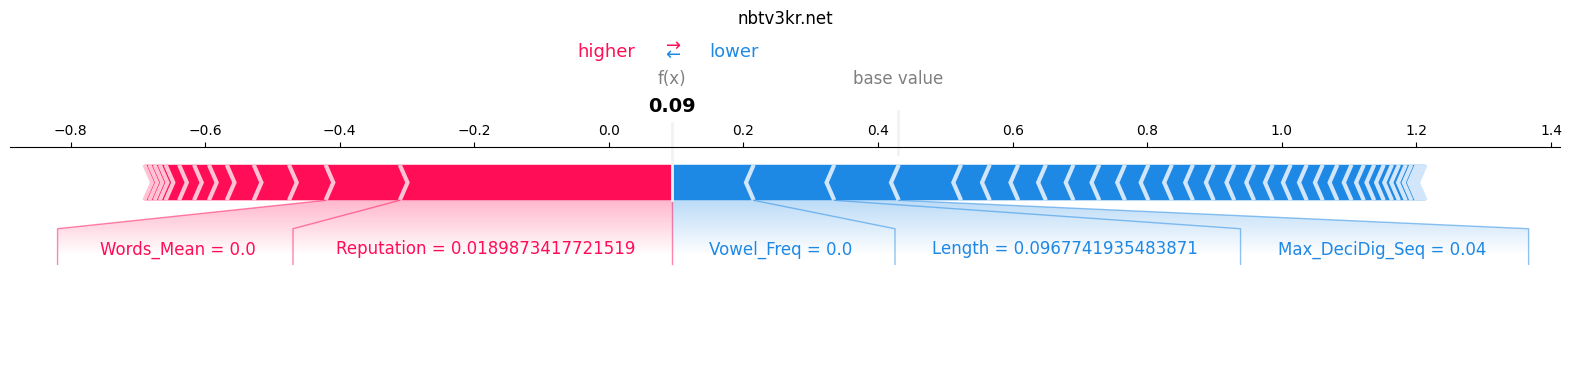 nbtv3kr.net
higher ⇄ lower
f(x) base value
0.09
−0.8 −0.6 −0.4 −0.2 0.0 0.2 0.4 0.6 0.8 1.0 1.2 1.4
Words_Mean = 0.0 Reputation = 0.0189873417721519 Vowel_Freq = 0.0 Length = 0.0967741935483871 Max_DeciDig_Seq = 0.04